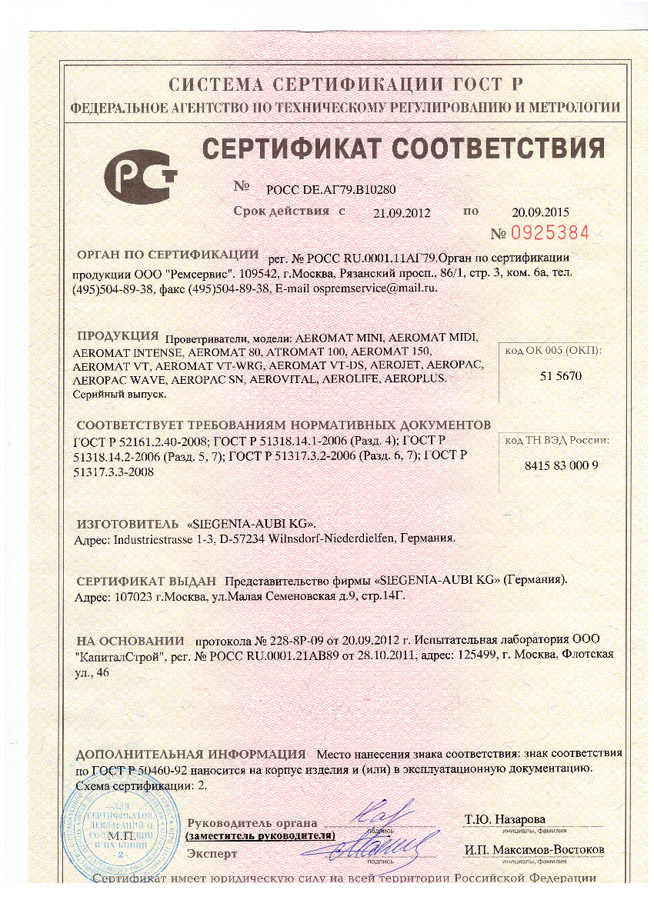 СИСТЕМА СЕРТИФИКАЦИИ ГОСТ Р
ФЕДЕРАЛЬНОЕ АГЕНТСТВО ПО ТЕХНИЧЕСКОМУ РЕГУЛИРОВАНИЮ И МЕТРОЛОГИИ
СЕРТИФИКАТ СООТВЕТСТВИЯ
№ РОСС DE.АГ79.В10280
Срок действия с 21.09.2012 по 20.09.2015
№ 0925384
ОРГАН ПО СЕРТИФИКАЦИИ рег. № РОСС RU.0001.11АГ79.Орган по сертификации
продукции ООО "Ремсервис". 109542, г.Москва, Рязанский просп., 86/1, стр. 3, ком. 6а, тел.
(495)504-89-38, факс (495)504-89-38, E-mail ospremservice@mail.ru.
ПРОДУКЦИЯ Проветриватели, модели: AEROMAT MINI, AEROMAT MIDI,
AEROMAT INTENSE, AEROMAT 80, ATROMAT 100, AEROMAT 150,
AEROMAT VT, AEROMAT VT-WRG, AEROMAT VT-DS, AEROJET, AEROPAC,
AEROPAC WAVE, AEROPAC SN, AEROVITAL, AEROLIFE, AEROPLUS.
Серийный выпуск.
код ОК 005 (ОКП):
51 5670
СООТВЕТСТВУЕТ ТРЕБОВАНИЯМ НОРМАТИВНЫХ ДОКУМЕНТОВ
ГОСТ Р 52161.2.40-2008; ГОСТ Р 51318.14.1-2006 (Разд. 4); ГОСТ Р
51318.14.2-2006 (Разд. 5, 7); ГОСТ Р 51317.3.2-2006 (Разд. 6, 7); ГОСТ Р
51317.3.3-2008
код ТН ВЭД России:
8415 83 000 9
ИЗГОТОВИТЕЛЬ «SIEGENIA-AUBI KG».
Адрес: Industriestrasse 1-3, D-57234 Wilnsdorf-Niederdielfen, Германия.
СЕРТИФИКАТ ВЫДАН Представительство фирмы «SIEGENIA-AUBI KG» (Германия).
Адрес: 107023 г.Москва, ул.Малая Семеновская д.9, стр.14Г.
НА ОСНОВАНИИ протокола № 228-8Р-09 от 20.09.2012 г. Испытательная лаборатория ООО
"КапиталСтрой", рег. № РОСС RU.0001.21АВ89 от 28.10.2011, адрес: 125499, г. Москва, Флотская
ул., 46
ДОПОЛНИТЕЛЬНАЯ ИНФОРМАЦИЯ Место нанесения знака соответствия: знак соответствия
по ГОСТ Р 50460-92 наносится на корпус изделия и (или) в эксплуатационную документацию.
Схема сертификации: 2.
ДЛЯ
СЕРТИФИКАТОВ,
ДЕКЛАРАЦИЙ О
СООТВЕТСТВИИ
И ИХ КОПИЙ
- 2 -
М.П.
Руководитель органа
(заместитель руководителя)
подпись
Т.Ю. Назарова
инициалы, фамилия
Эксперт
подпись
И.П. Максимов-Востоков
инициалы, фамилия
Сертификат имеет юридическую силу на всей территории Российской Федерации